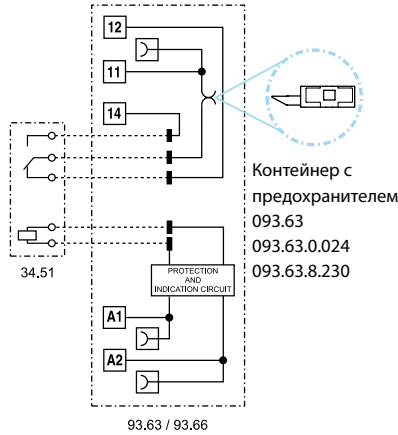 12
11
14
Контейнер с
предохранителем
093.63
093.63.0.024
093.63.8.230
34.51
PROTECTION
AND
INDICATION CIRCUIT
A1
A2
93.63 / 93.66